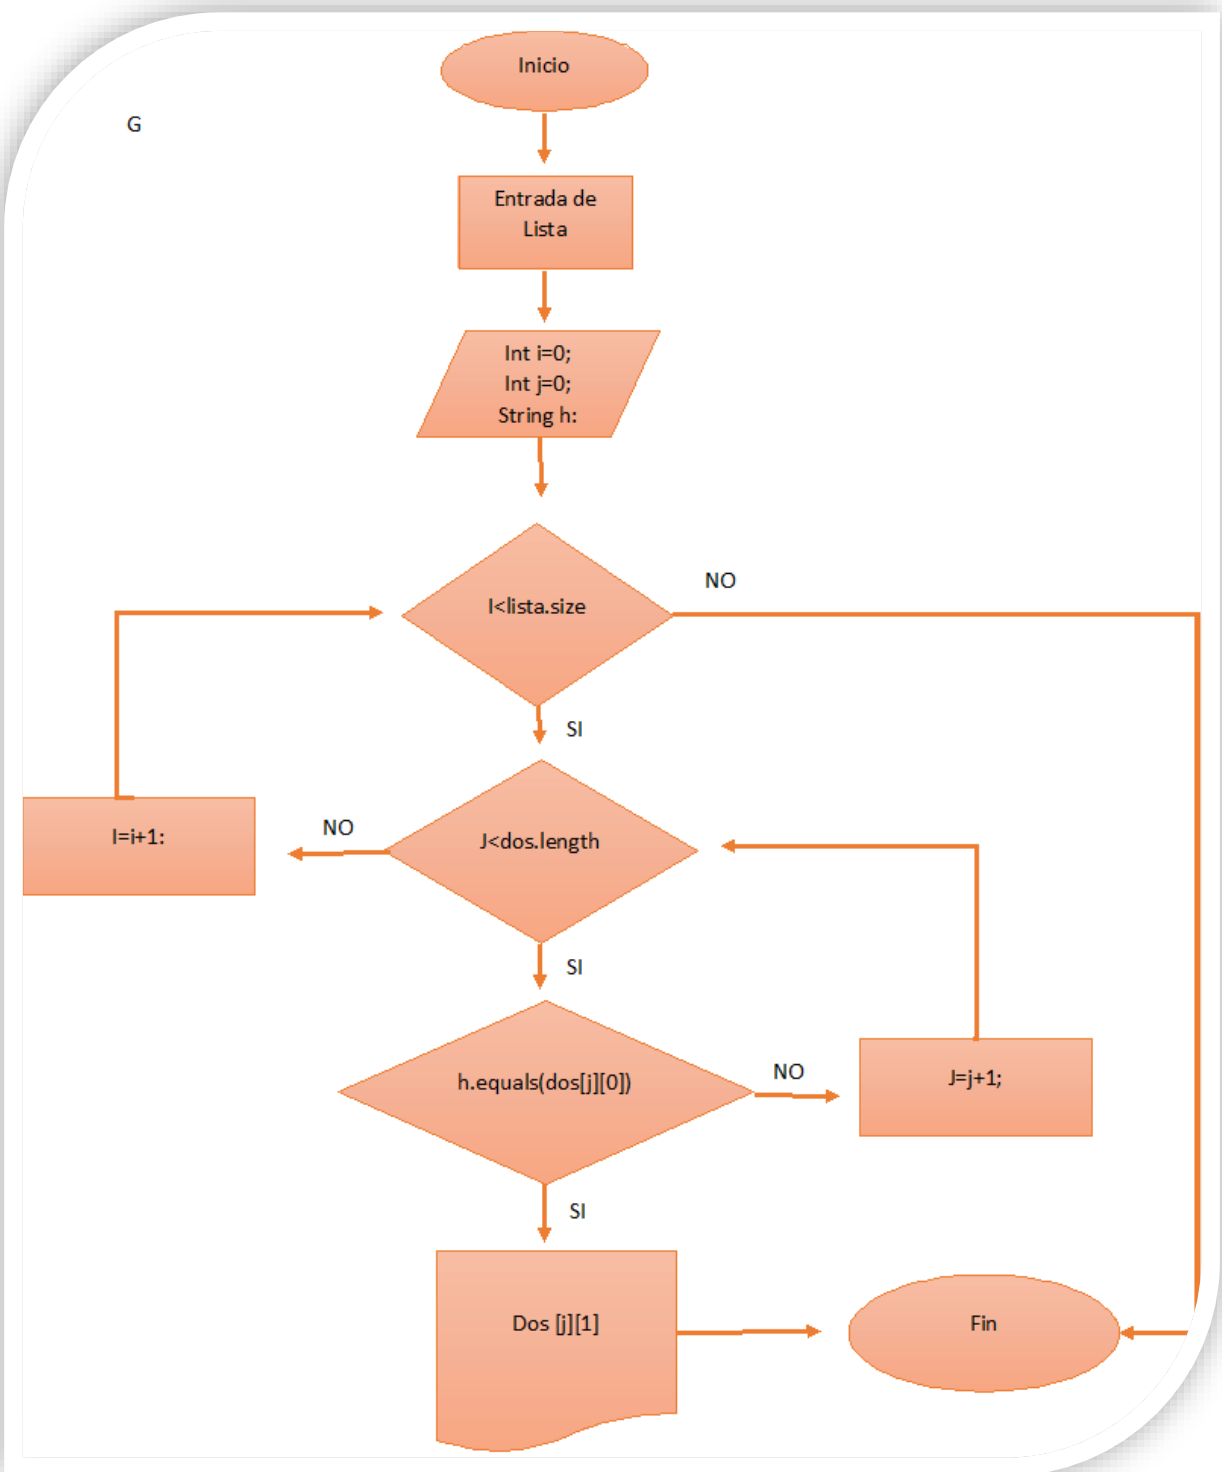 Inicio
G
Entrada de
Lista
Int i=0;
Int j=0;
String h:
NO
I<lista.size
SI
NO
I=i+1:
J<dos.length
SI
h.equals(dos[j][0])
NO
J=j+1;
SI
Dos [j][1]
Fin